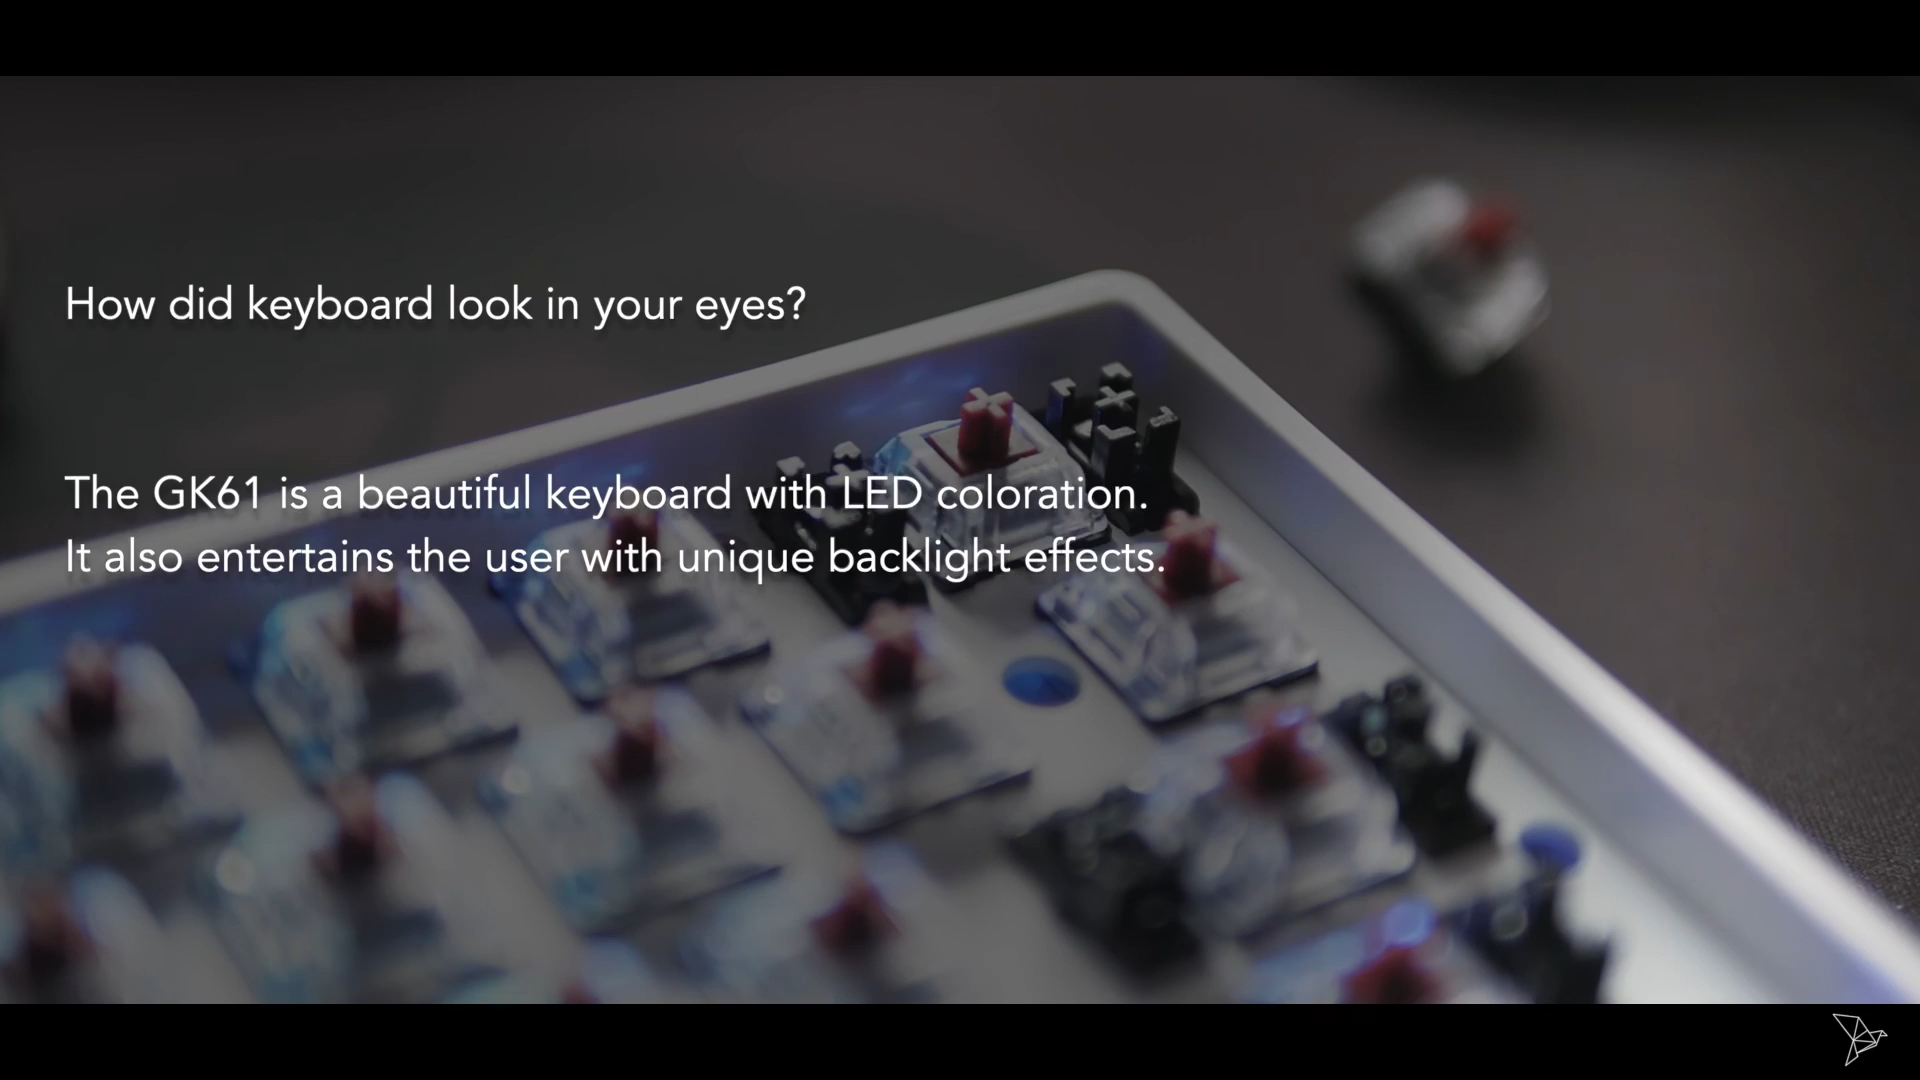 How did keyboard look in your eyes?
The GK61 is a beautiful keyboard with LED coloration.
It also entertains the user with unique backlight effects.